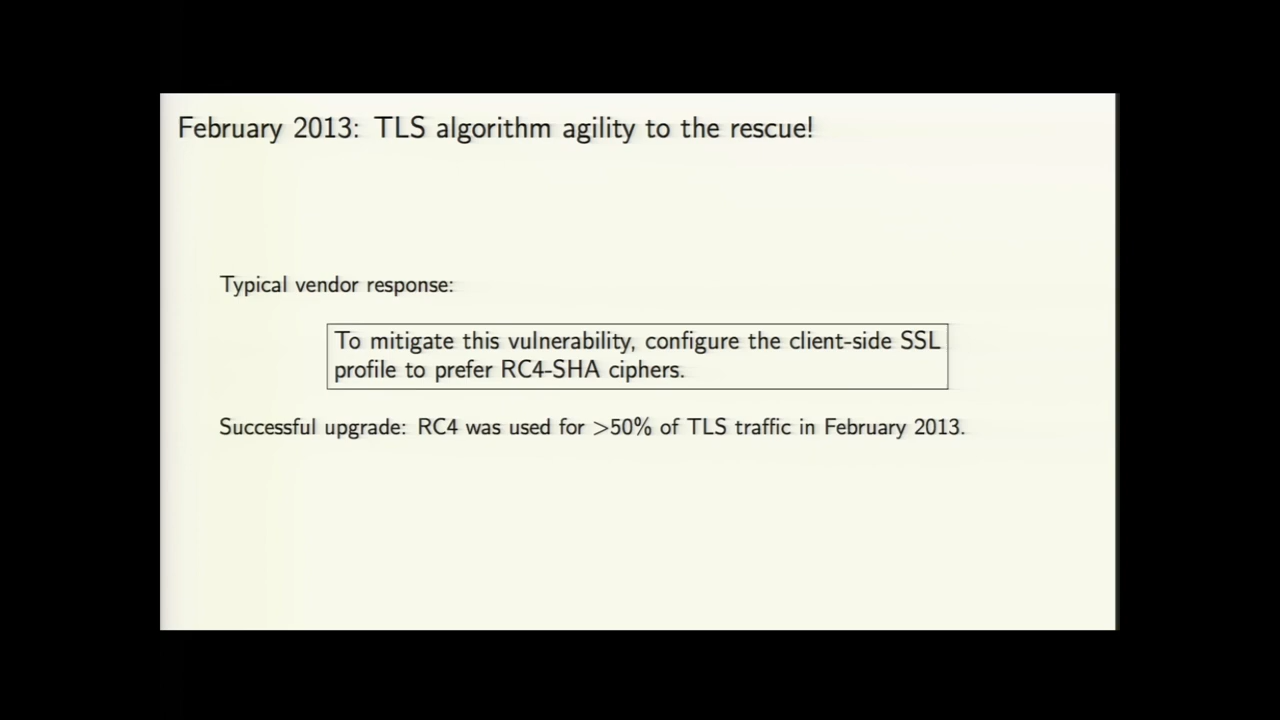 February 2013: TLS algorithm agility to the rescue!
Typical vendor response:
To mitigate this vulnerability, configure the client-side SSL
profile to prefer RC4-SHA ciphers.
Successful upgrade: RC4 was used for >50% of TLS traffic in February 2013.